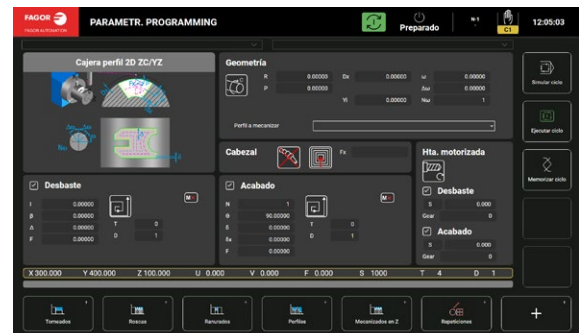 FAGOR
FAGOR AUTOMATION
PARAMETR. PROGRAMMING
Preparado
N:1
C1
12:05:03
Cajera perfil 2D ZC/YZ
Geometría
R 0.00000 Dx 0.00000 ω 0.00000
P 0.00000 Δω 0.00000
Yi 0.00000 Nω 1
Perfil a mecanizar
Cabezal
Fx
Hta. motorizada
Desbaste
S 0.000
Gear 0
Acabado
S 0.000
Gear 0
Desbaste
I 0.00000
β 0.00000
Δ 0.00000 T 0
F 0.00000 D 1
M
Acabado
N 1
θ 90.00000
δ 0.00000 T 0
δx 0.00000 D 1
F 0.00000
M
X 300.000 Y 400.000 Z 100.000 U 0.000 V 0.000 F 0.000 S 1000 T 4 D 1
Simular ciclo
Ejecutar ciclo
Memorizar ciclo
Torneados
Roscas
Ranurados
Perfiles
Mecanizados en Z
Repeticiones
+